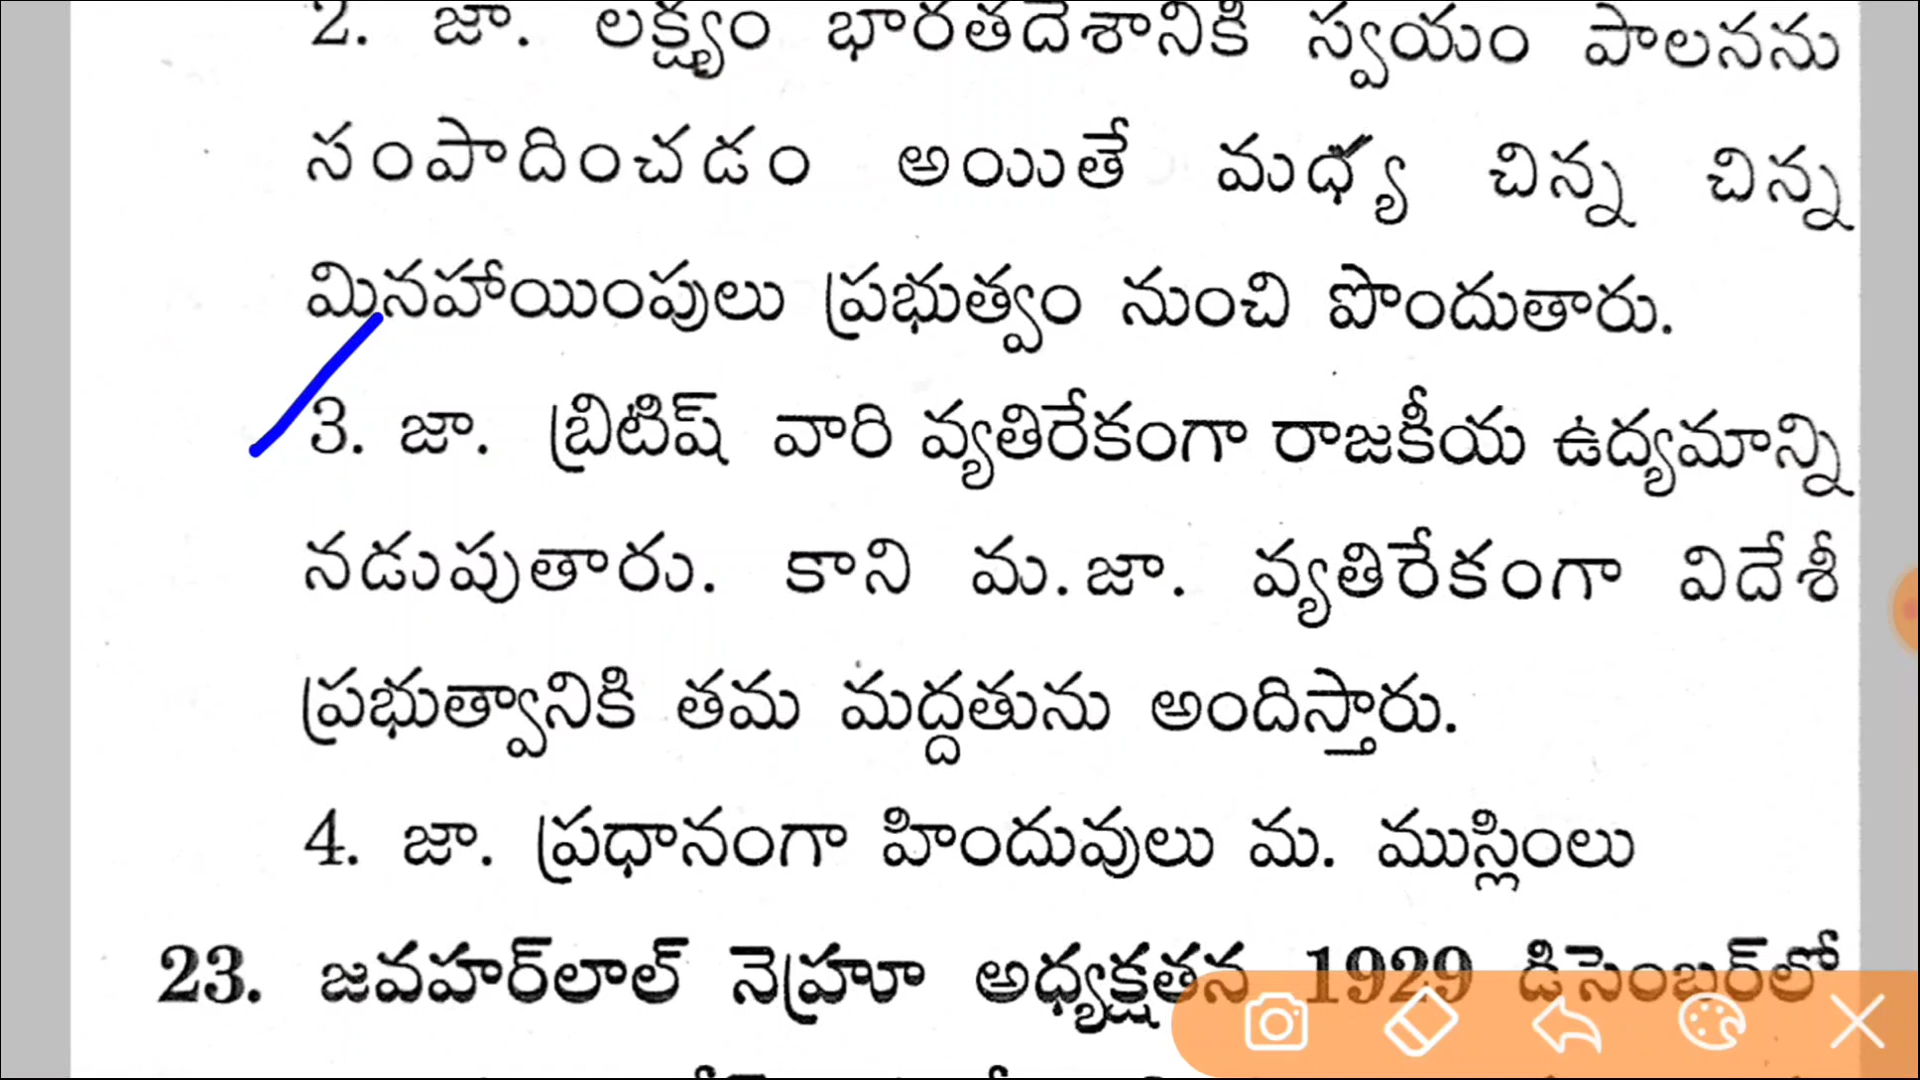 2. జా. లక్ష్యం భారతదేశానికి స్వయం పాలనను
సంపాదించడం అయితే మధ్య చిన్న చిన్న
మినహాయింపులు ప్రభుత్వం నుంచి పొందుతారు.
3. జా. బ్రిటిష్ వారి వ్యతిరేకంగా రాజకీయ ఉద్యమాన్ని
నడుపుతారు. కాని మ.జా. వ్యతిరేకంగా విదేశీ
ప్రభుత్వానికి తమ మద్దతును అందిస్తారు.
4. జా. ప్రధానంగా హిందువులు మ. ముస్లింలు
23. జవహర్‌లాల్ నెహ్రూ అధ్యక్షతన 1929 డిసెంబర్‌లో